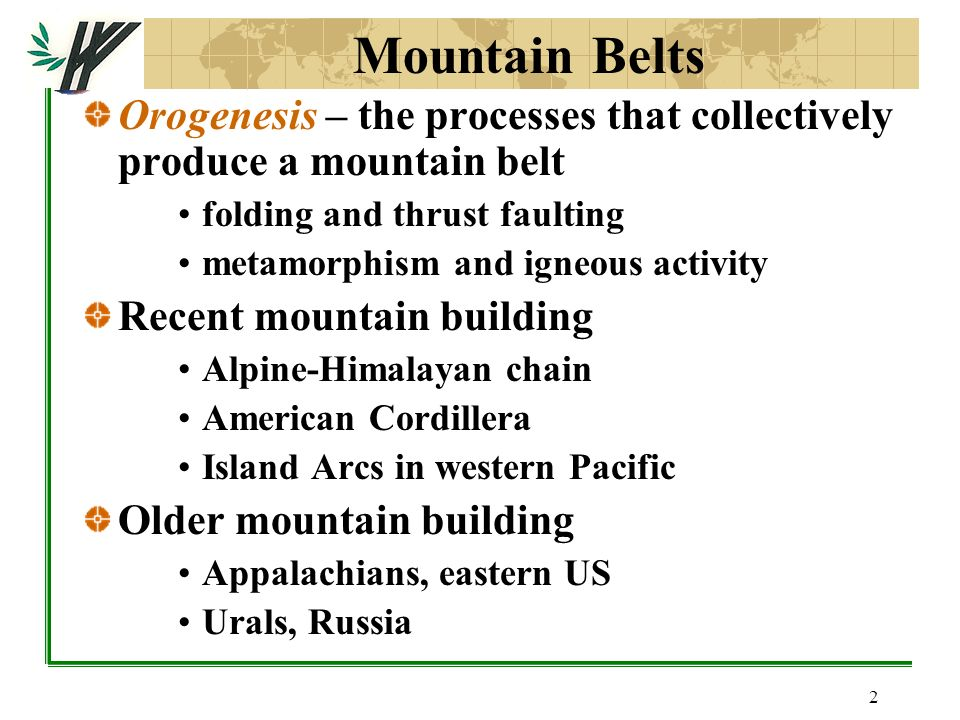 Mountain Belts
Orogenesis – the processes that collectively
produce a mountain belt
• folding and thrust faulting
• metamorphism and igneous activity
Recent mountain building
• Alpine-Himalayan chain
• American Cordillera
• Island Arcs in western Pacific
Older mountain building
• Appalachians, eastern US
• Urals, Russia
2